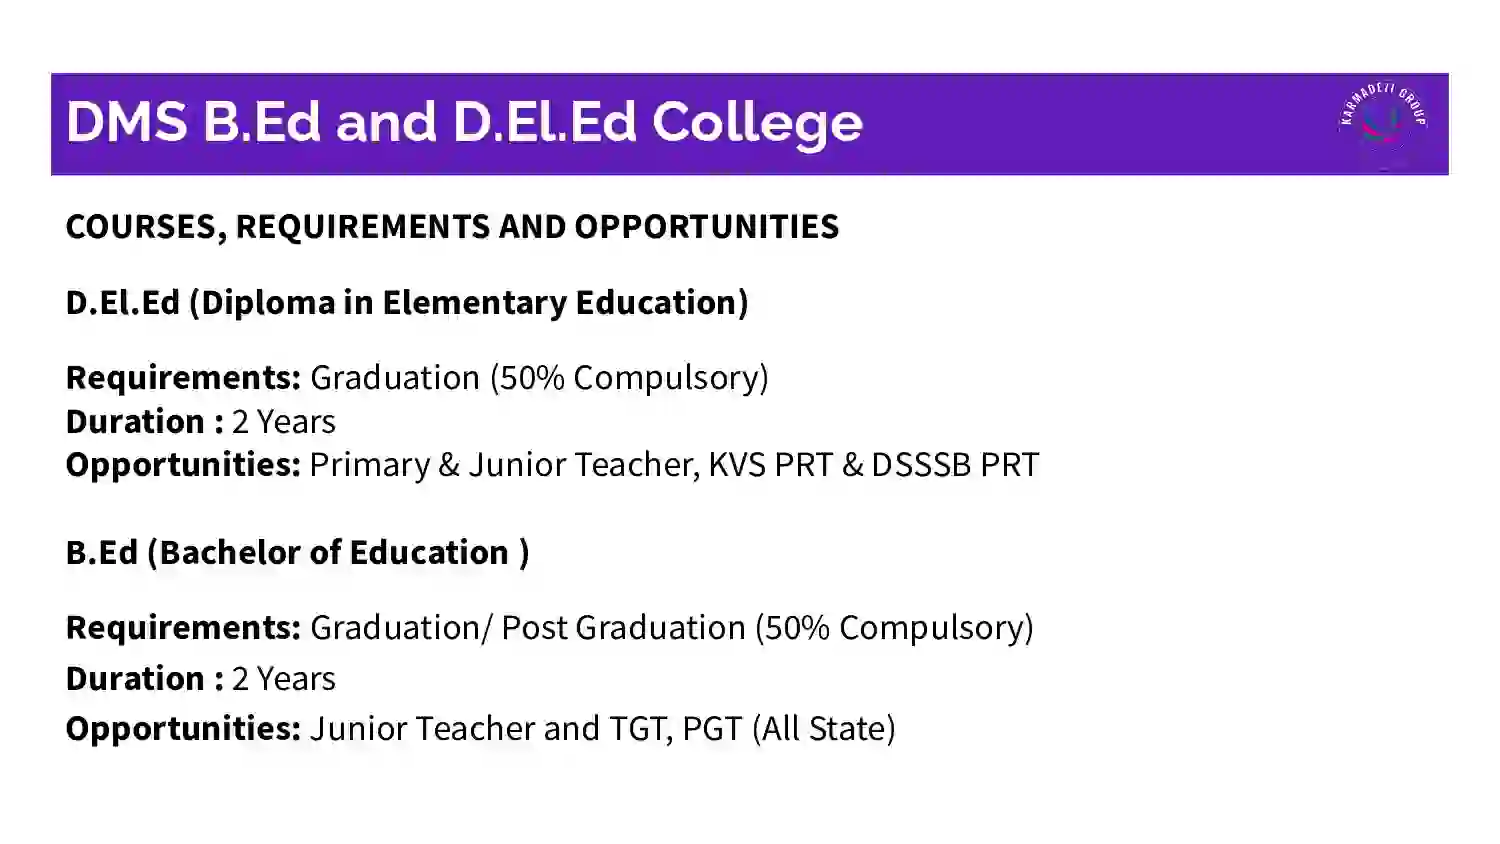 DMS B.Ed and D.El.Ed College
KARMADEZI GROUP
COURSES, REQUIREMENTS AND OPPORTUNITIES
D.El.Ed (Diploma in Elementary Education)
Requirements: Graduation (50% Compulsory)
Duration : 2 Years
Opportunities: Primary & Junior Teacher, KVS PRT & DSSSB PRT
B.Ed (Bachelor of Education )
Requirements: Graduation/ Post Graduation (50% Compulsory)
Duration : 2 Years
Opportunities: Junior Teacher and TGT, PGT (All State)